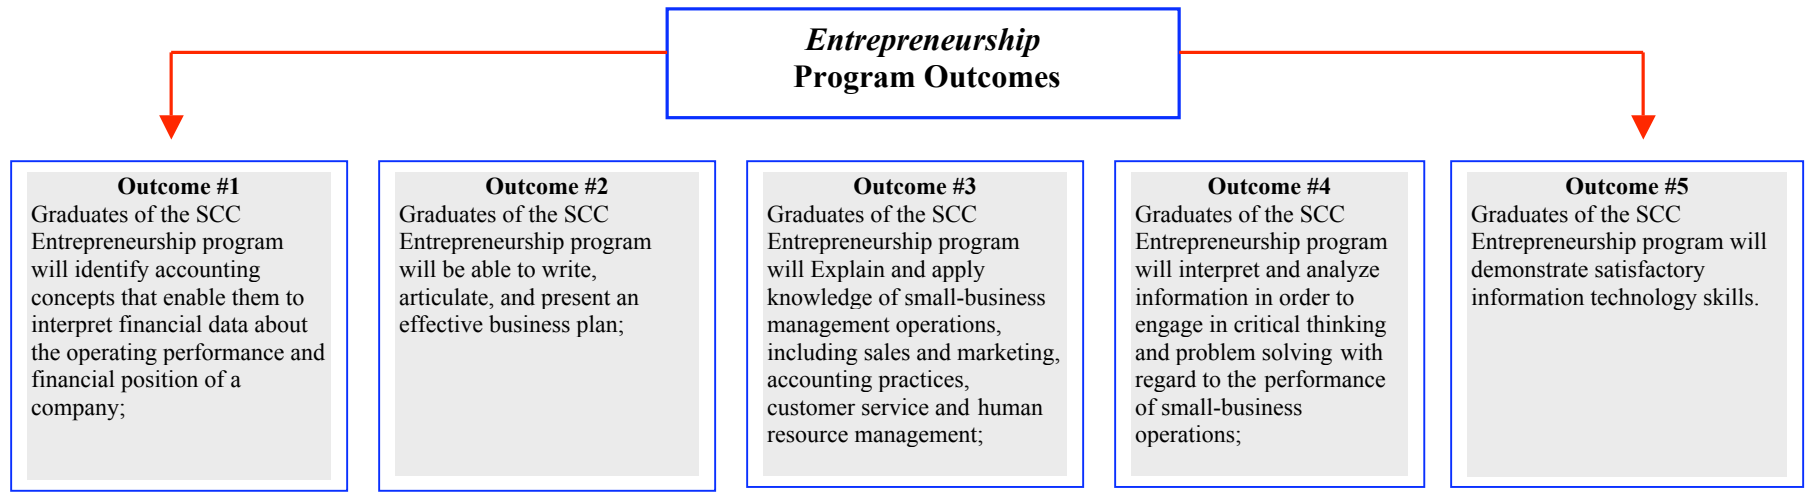 Entrepreneurship
Program Outcomes
Outcome #1
Graduates of the SCC
Entrepreneurship program
will identify accounting
concepts that enable them to
interpret financial data about
the operating performance and
financial position of a
company;
Outcome #2
Graduates of the SCC
Entrepreneurship program
will be able to write,
articulate, and present an
effective business plan;
Outcome #3
Graduates of the SCC
Entrepreneurship program
will Explain and apply
knowledge of small-business
management operations,
including sales and marketing,
accounting practices,
customer service and human
resource management;
Outcome #4
Graduates of the SCC
Entrepreneurship program
will interpret and analyze
information in order to
engage in critical thinking
and problem solving with
regard to the performance
of small-business
operations;
Outcome #5
Graduates of the SCC
Entrepreneurship program will
demonstrate satisfactory
information technology skills.